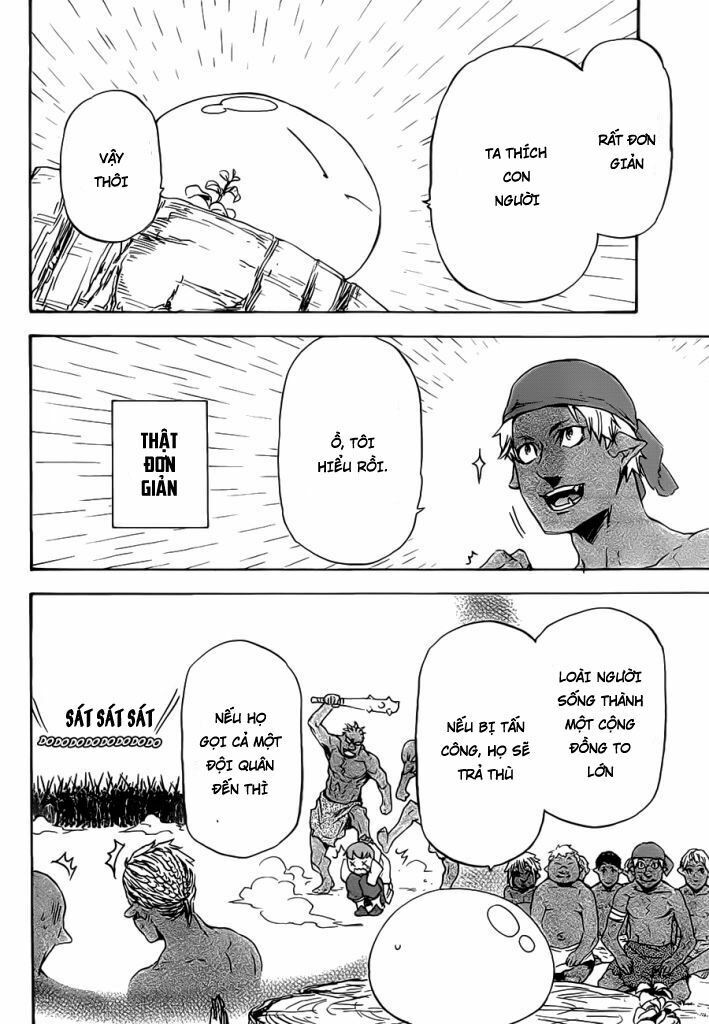 RẤT ĐƠN
GIẢN
TA THÍCH
CON
NGƯỜI
VẬY
THÔI
Ồ, TÔI
HIỂU RỒI.
THẬT
ĐƠN
GIẢN
LOÀI NGƯỜI
SỐNG THÀNH
MỘT CỘNG
ĐỒNG TO
LỚN
NẾU BỊ TẤN
CÔNG, HỌ SẼ
TRẢ THÙ
NẾU HỌ
GỌI CẢ MỘT
ĐỘI QUÂN
ĐẾN THÌ
SÁT SÁT SÁT
DODODODODODODODO